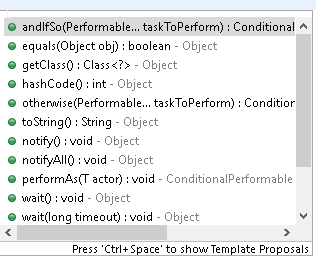 andIfSo(Performable... taskToPerform) : Conditional
equals(Object obj) : boolean - Object
getClass() : Class<?> - Object
hashCode() : int - Object
otherwise(Performable... taskToPerform) : Condition
toString() : String - Object
notify() : void - Object
notifyAll() : void - Object
performAs(T actor) : void - ConditionalPerformable
wait() : void - Object
wait(long timeout) : void - Object
Press 'Ctrl+Space' to show Template Proposals